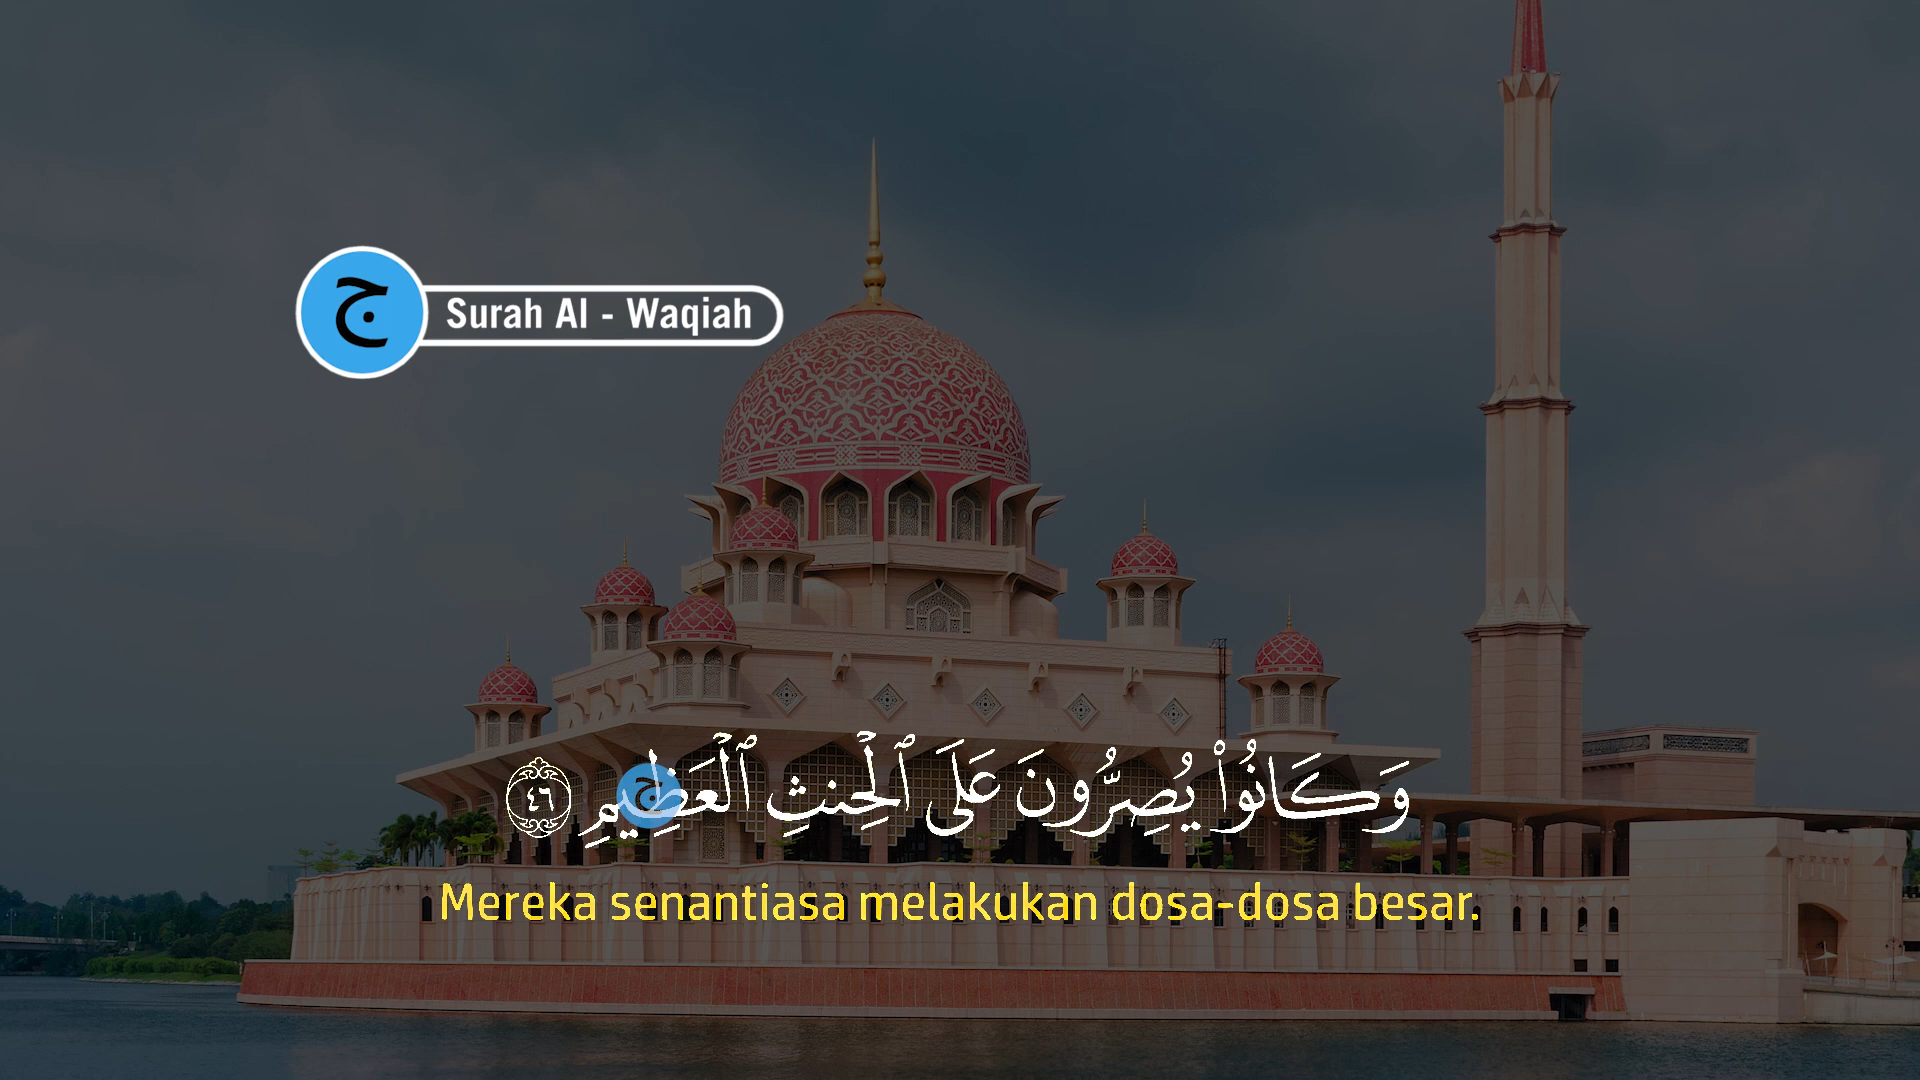 ج
Surah Al - Waqiah
وَكَانُوا۟ يُصِرُّونَ عَلَى ٱلْحِنثِ ٱلْعَظِيمِ ٤٦
ج
Mereka senantiasa melakukan dosa-dosa besar.